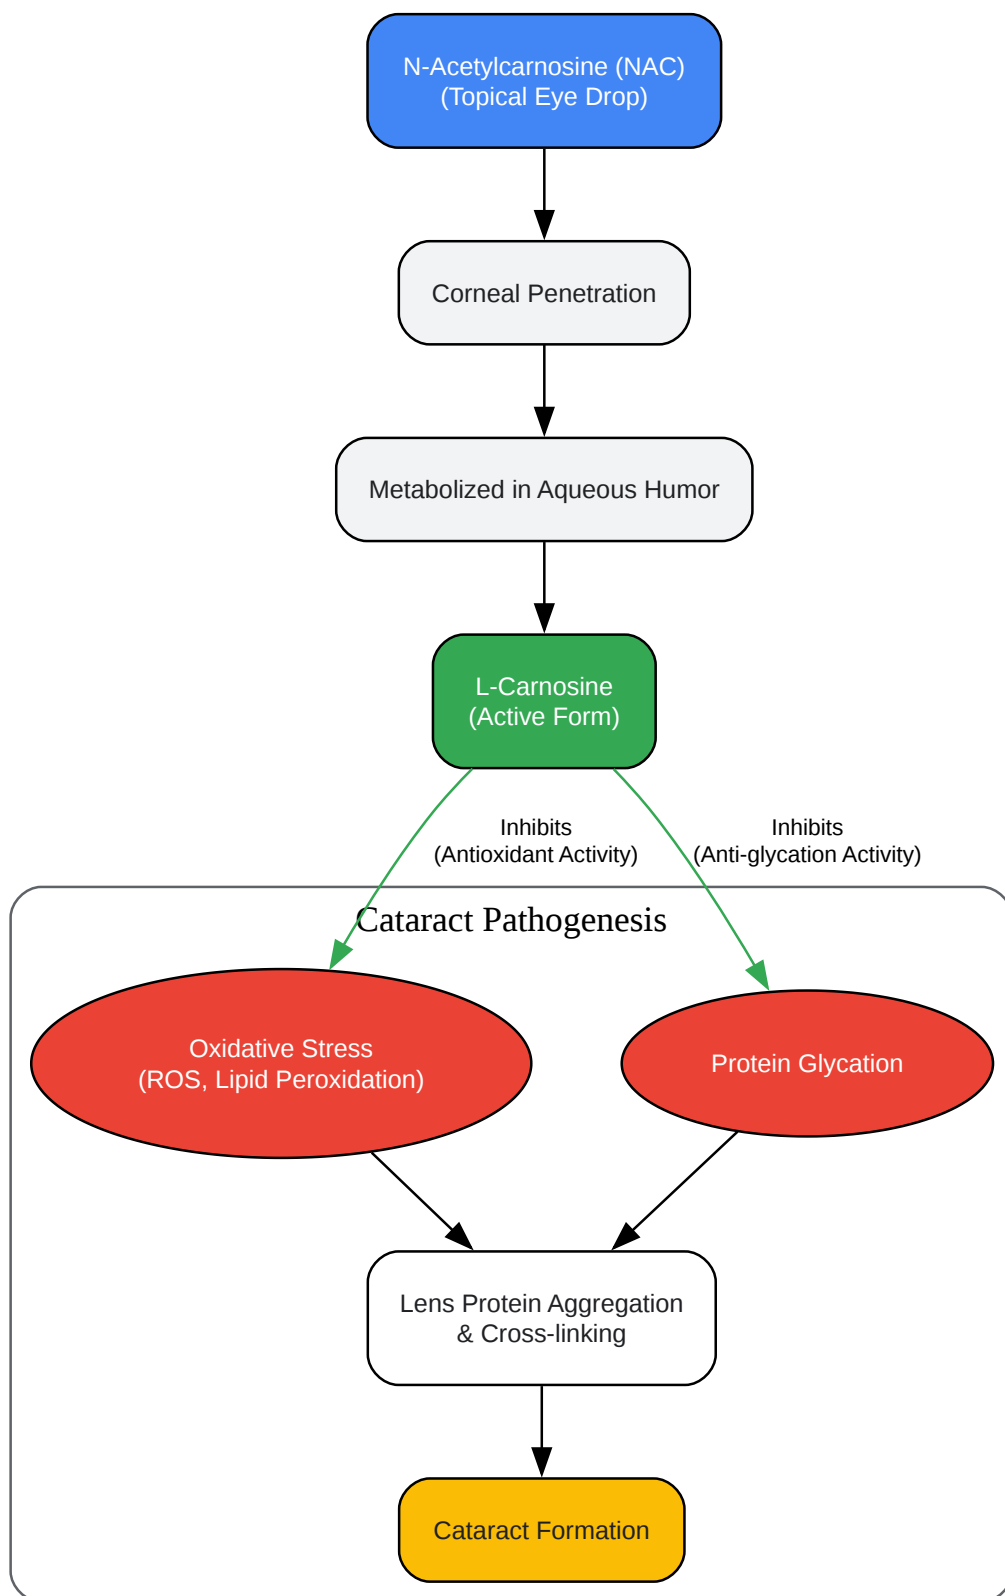 N-Acetylcarnosine (NAC)
(Topical Eye Drop)
Corneal Penetration
Metabolized in Aqueous Humor
L-Carnosine
(Active Form)
Inhibits
(Antioxidant Activity)
Inhibits
(Anti-glycation Activity)
Cataract Pathogenesis
Oxidative Stress
(ROS, Lipid Peroxidation)
Protein Glycation
Lens Protein Aggregation
& Cross-linking
Cataract Formation